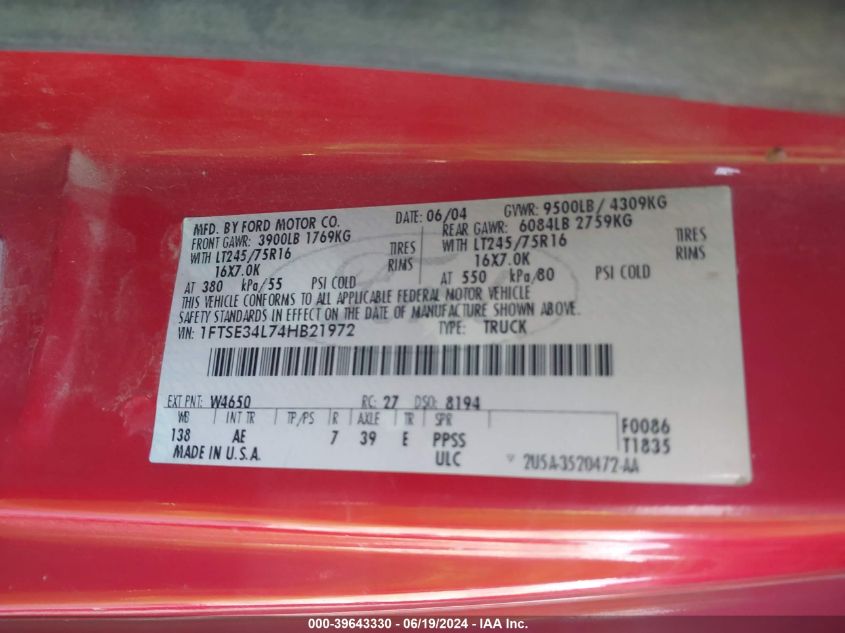 MFD. BY FORD MOTOR CO. DATE: 06/04 GVWR: 9500LB / 4309KG
FRONT GAWR: 3900LB 1769KG REAR GAWR: 6084LB 2759KG
WITH LT245/75R16 TIRES WITH LT245/75R16 TIRES
16X7.0K RIMS 16X7.0K RIMS
AT 380 kPa/55 PSI COLD AT 550 kPa/80 PSI COLD
THIS VEHICLE CONFORMS TO ALL APPLICABLE FEDERAL MOTOR VEHICLE
SAFETY STANDARDS IN EFFECT ON THE DATE OF MANUFACTURE SHOWN ABOVE.
VIN: 1FTSE34L74HB21972 TYPE: TRUCK
EXT PNT: W4650 RC: 27 DSO: 8194
WB INT TR TP/PS R AXLE TR SPR F0086
138 AE 7 39 E PPSS T1835
MADE IN U.S.A. ULC 2U5A-3520472-AA
000-39643330 - 06/19/2024 - IAA Inc.